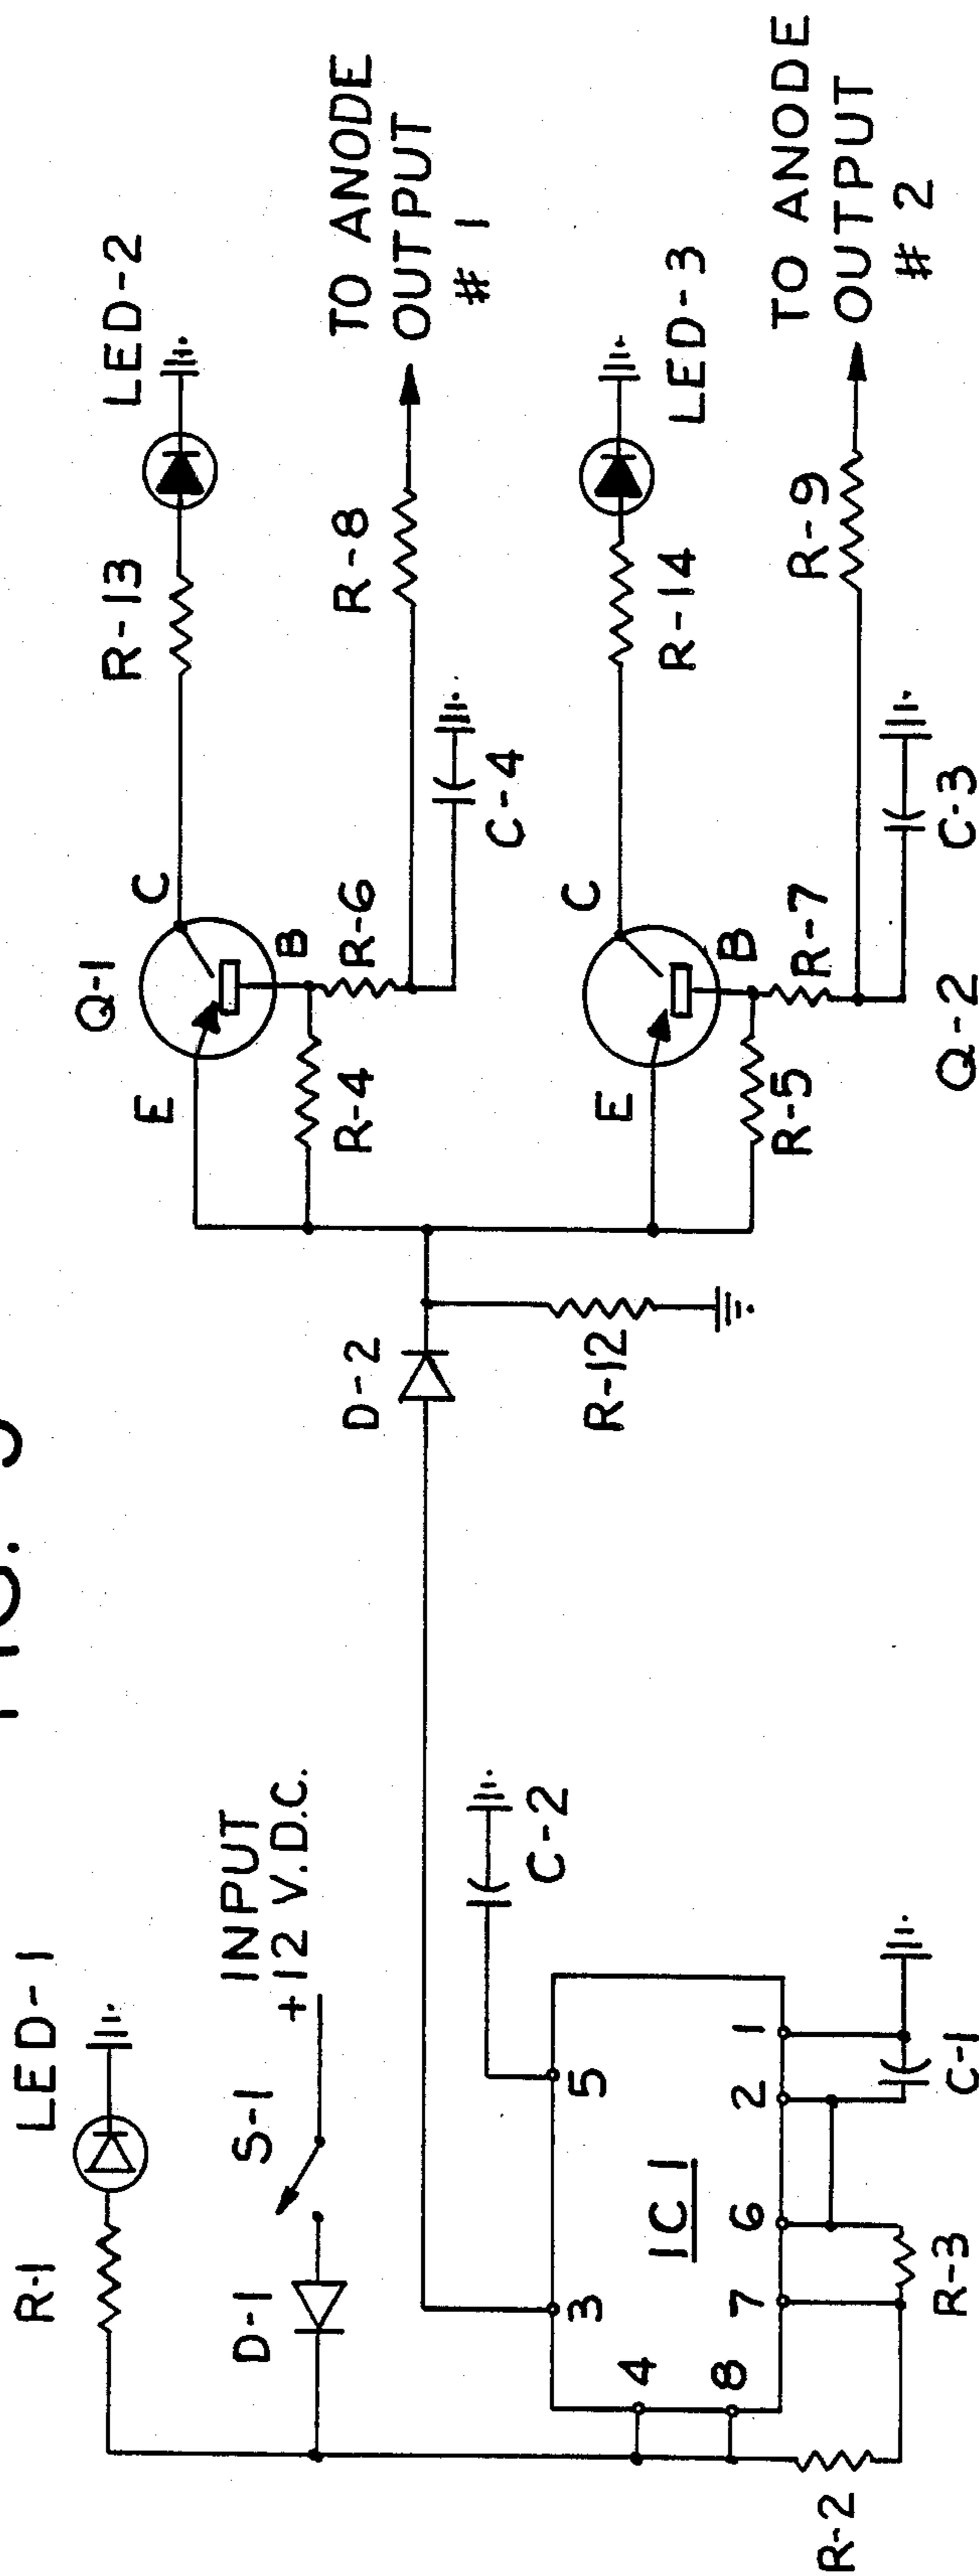 FIG.
R-1
LED-1
INPUT
+12 V.D.C.
S-1
D-1
C-2
3
5
4
8
IC1
7
6
2
1
R-2
R-3
C-1
D-2
R-12
Q-1
E
C
B
R-4
R-6
R-13
LED-2
R-8
TO ANODE
OUTPUT
# 1
C-4
E
C
B
R-5
R-7
Q-2
R-14
LED-3
R-9
TO ANODE
OUTPUT
# 2
C-3